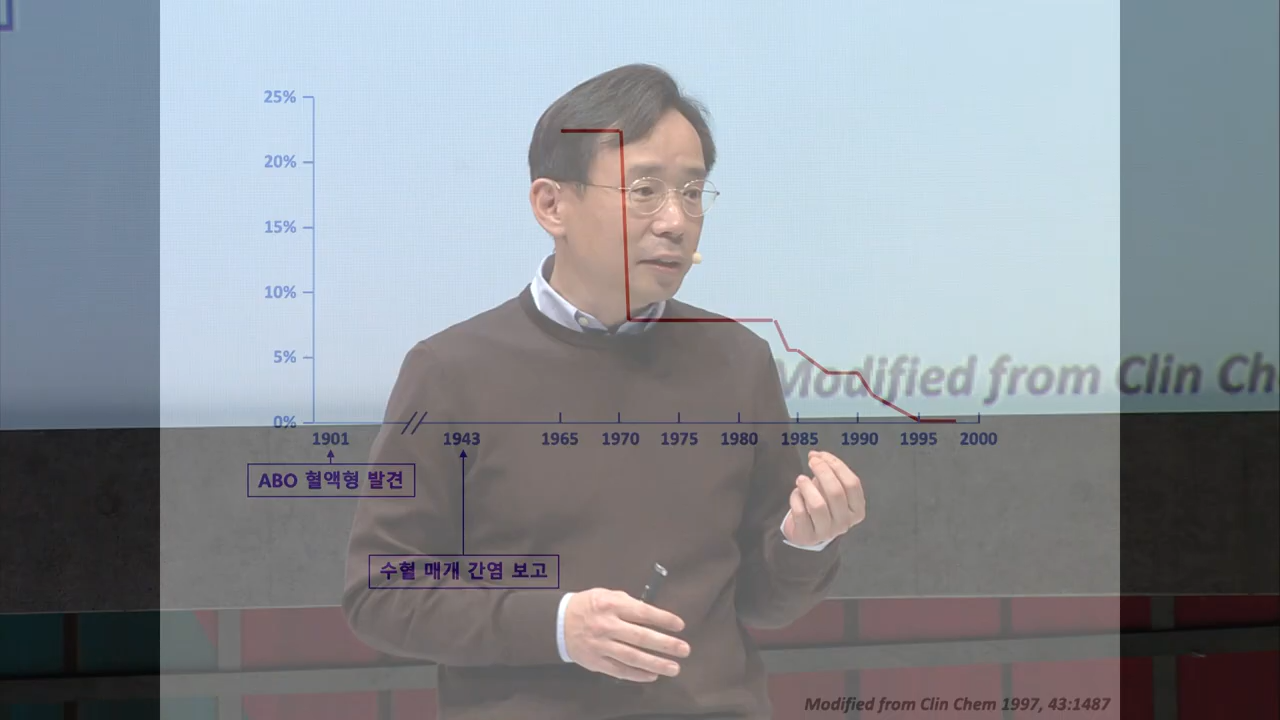 25%
20%
15%
10%
5%
0%
1901 1943 1965 1970 1975 1980 1985 1990 1995 2000
ABO 혈액형 발견
수혈 매개 간염 보고
Modified from Clin Ch
Modified from Clin Chem 1997, 43:1487